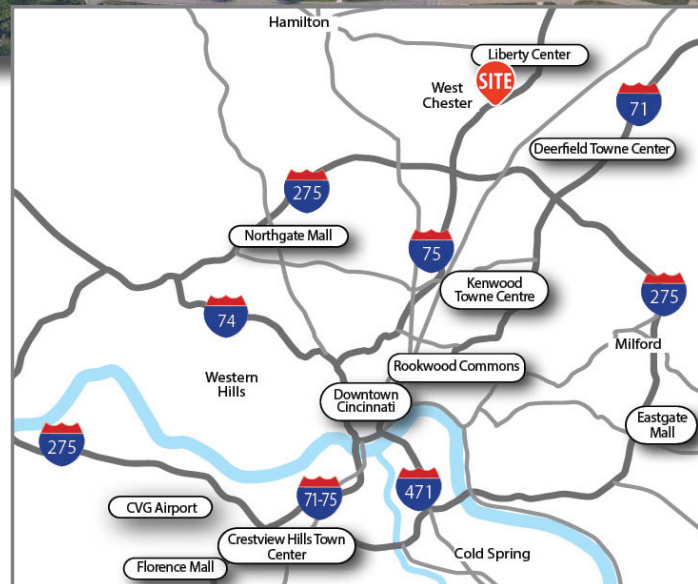 Hamilton
Liberty Center
SITE
West
Chester
71
Deerfield Towne Center
275
Northgate Mall
75
Kenwood
Towne Centre
275
74
Milford
Rookwood Commons
Western
Hills
Downtown
Cincinnati
Eastgate
Mall
275
71-75
471
CVG Airport
Crestview Hills Town
Center
Cold Spring
Florence Mall